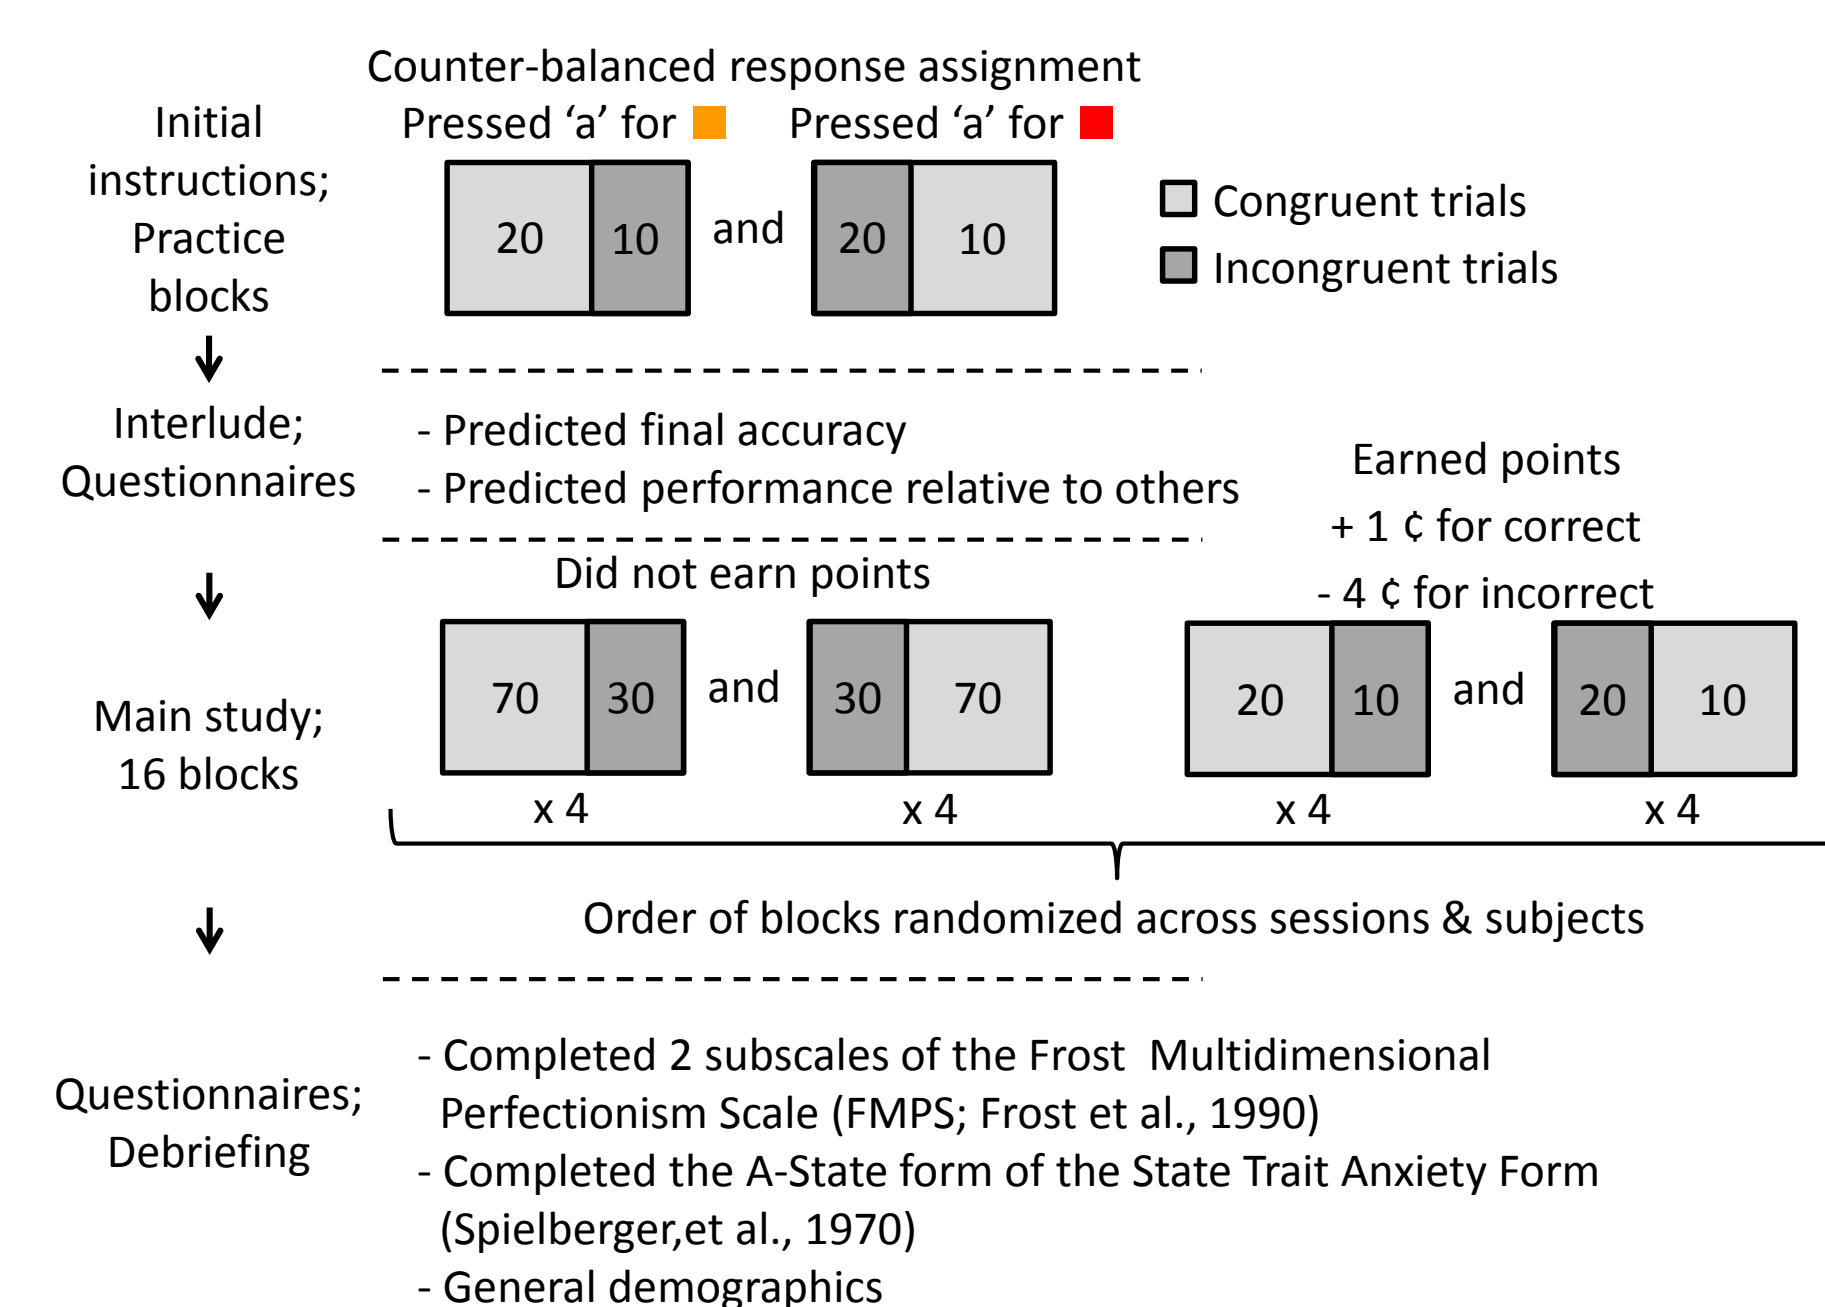 Counter-balanced response assignment
Initial instructions; Practice blocks
Pressed ‘a’ for
Pressed ‘a’ for
20 10 and 20 10
Congruent trials
Incongruent trials
Interlude;
Questionnaires
- Predicted final accuracy
- Predicted performance relative to others
Did not earn points
Earned points
+ 1 ¢ for correct
- 4 ¢ for incorrect
Main study;
16 blocks
70 30 and 30 70
20 10 and 20 10
x 4 x 4 x 4 x 4
Order of blocks randomized across sessions & subjects
Questionnaires;
Debriefing
- Completed 2 subscales of the Frost Multidimensional
Perfectionism Scale (FMPS; Frost et al., 1990)
- Completed the A-State form of the State Trait Anxiety Form
(Spielberger,et al., 1970)
- General demographics